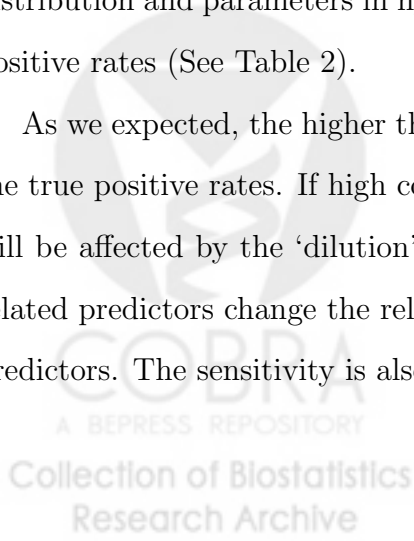 stribution and parameters in
ositive rates (See Table 2).
As we expected, the higher th
e true positive rates. If high co
ill be affected by the ‘dilution’
lated predictors change the rel
redictors. The sensitivity is als
COBRA
A BEPRESS REPOSITORY
Collection of Biostatistics
Research Archive